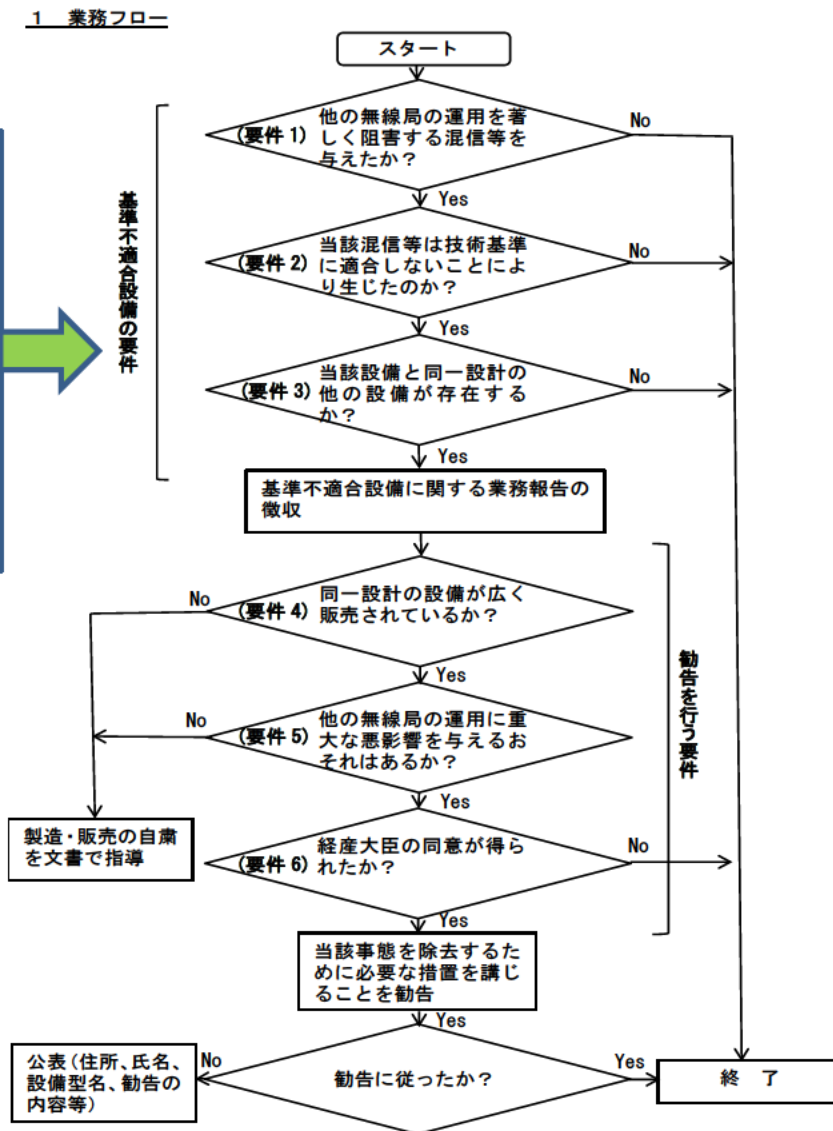 1 業務フロー
スタート
(要件 1)
他の無線局の運用を著
しく阻害する混信等を
与えたか？
No
Yes
基準不適合設備の要件
(要件 2)
当該混信等は技術基準
に適合しないことによ
り生じたのか？
No
Yes
(要件 3)
当該設備と同一設計の
他の設備が存在する
か？
No
Yes
基準不適合設備に関する業務報告の
徴収
No
(要件 4)
同一設計の設備が広く
販売されているか？
Yes
勧告を行う要件
No
(要件 5)
他の無線局の運用に重
大な悪影響を与えるお
それはあるか？
Yes
製造・販売の自粛
を文書で指導
(要件 6)
経産大臣の同意が得ら
れたか？
No
Yes
当該事態を除去するた
めに必要な措置を講じ
ることを勧告
Yes
公表（住所、氏名、
設備型名、勧告の
内容等）
No
勧告に従ったか？
Yes
終 了